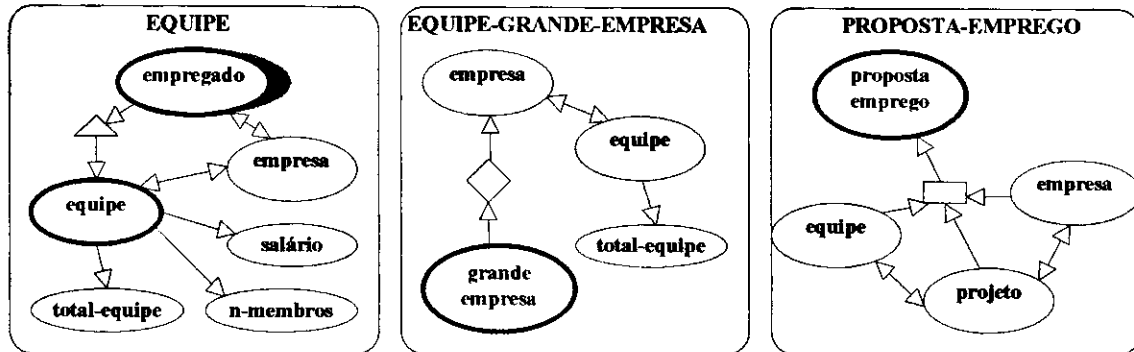 EQUIPE
empregado
empresa
equipe
salário
total-equipe
n-membros
EQUIPE-GRANDE-EMPRESA
empresa
equipe
total-equipe
grande
empresa
PROPOSTA-EMPREGO
proposta
emprego
empresa
equipe
projeto